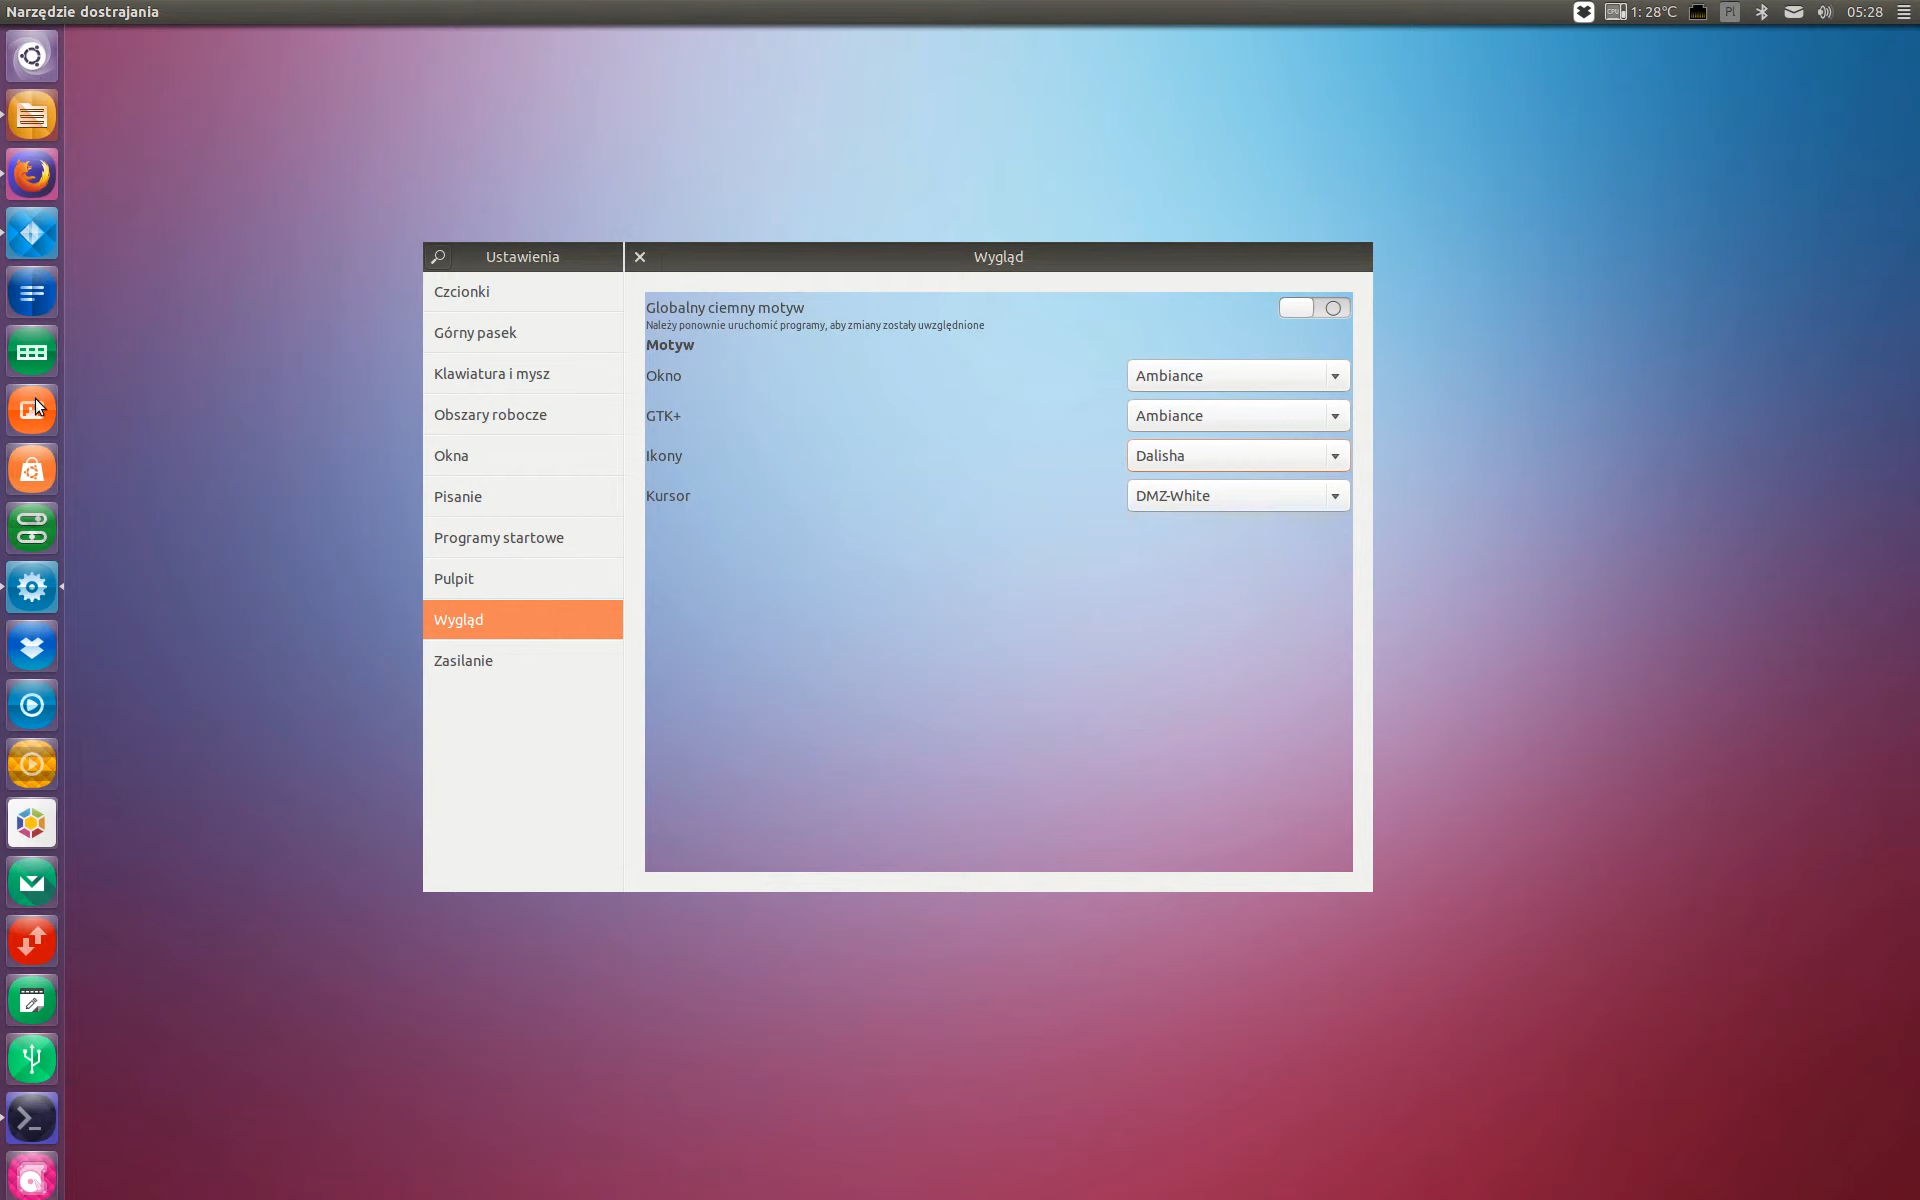 Narzędzie dostrajania
1: 28°C
Pl
05:28
Ustawienia
Wygląd
Czcionki
Górny pasek
Klawiatura i mysz
Obszary robocze
Okna
Pisanie
Programy startowe
Pulpit
Wygląd
Zasilanie
Globalny ciemny motyw
Należy ponownie uruchomić programy, aby zmiany zostały uwzględnione
Motyw
Okno
Ambiance
GTK+
Ambiance
Ikony
Dalisha
Kursor
DMZ-White